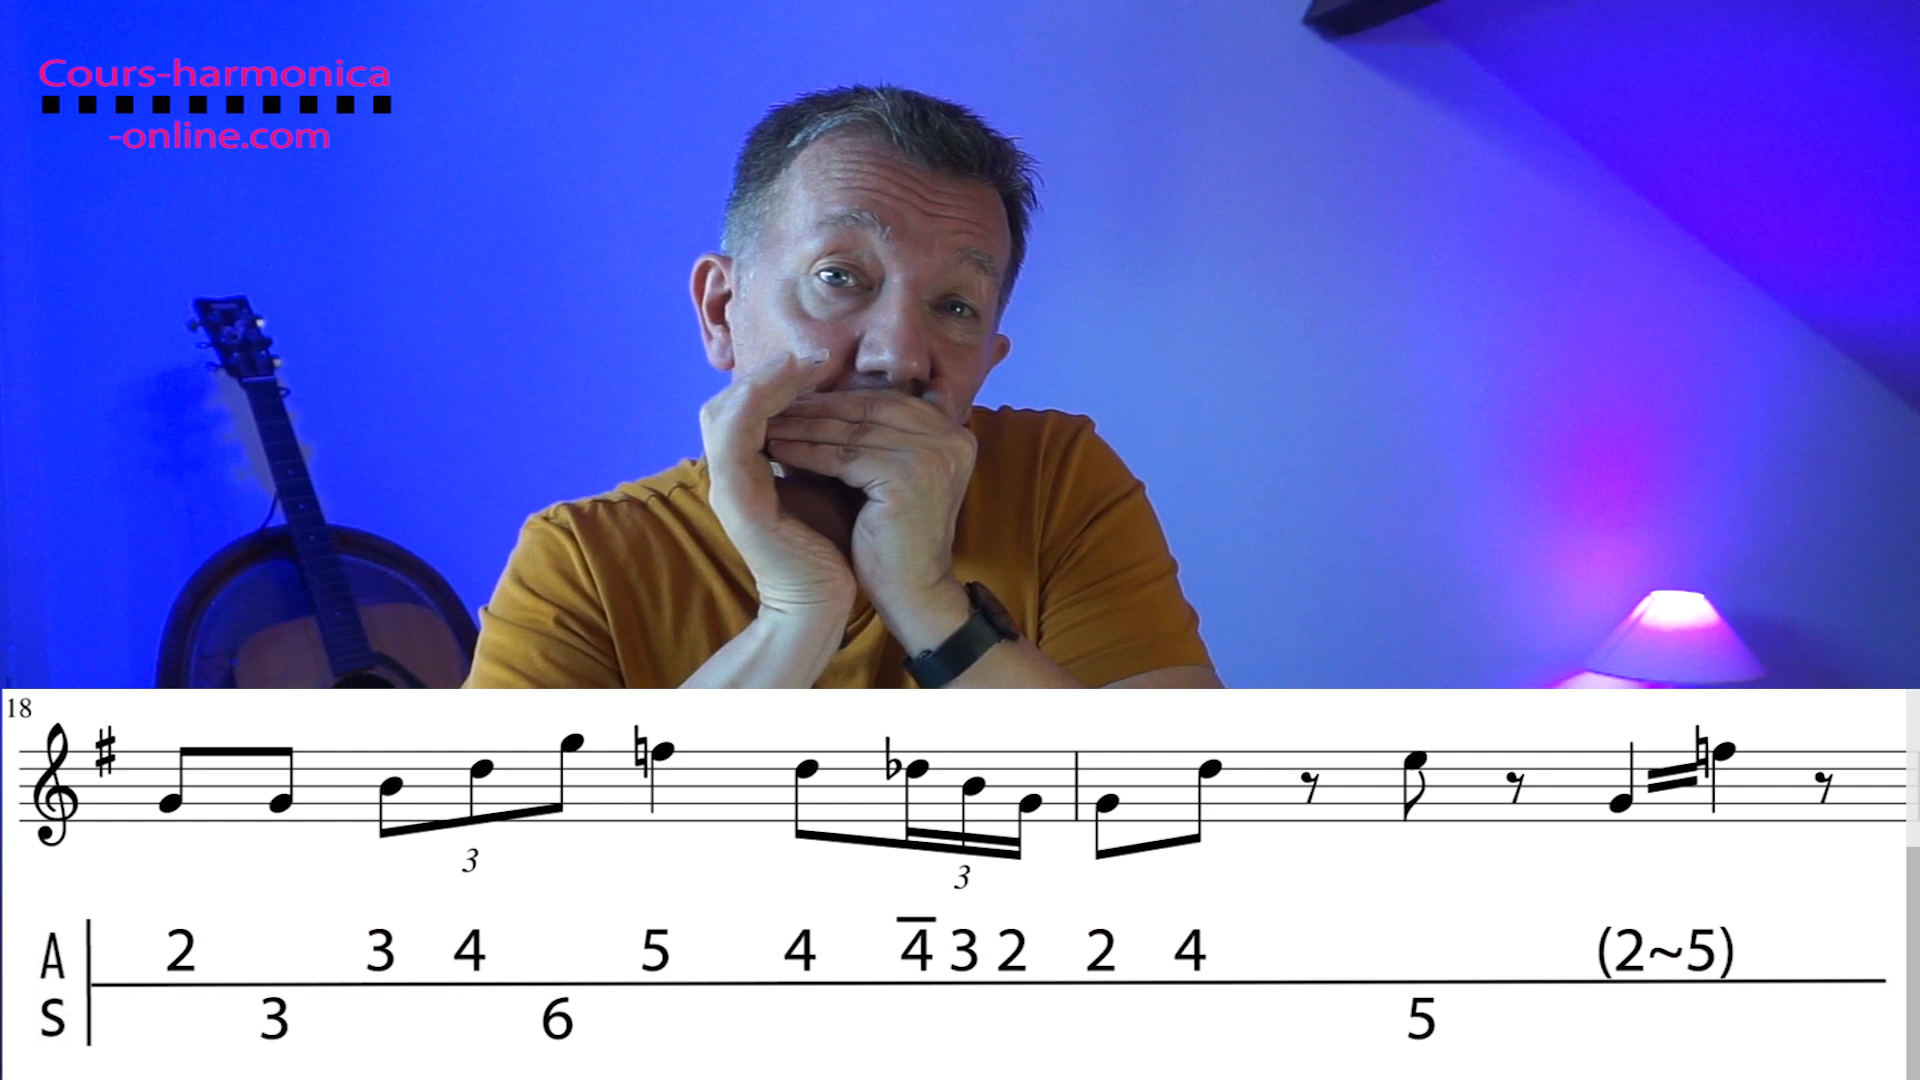 Cours-harmonica
-online.com
18
3 3
A 2 3 4 5 4 4 3 2 2 4 (2~5)
S 3 6 5